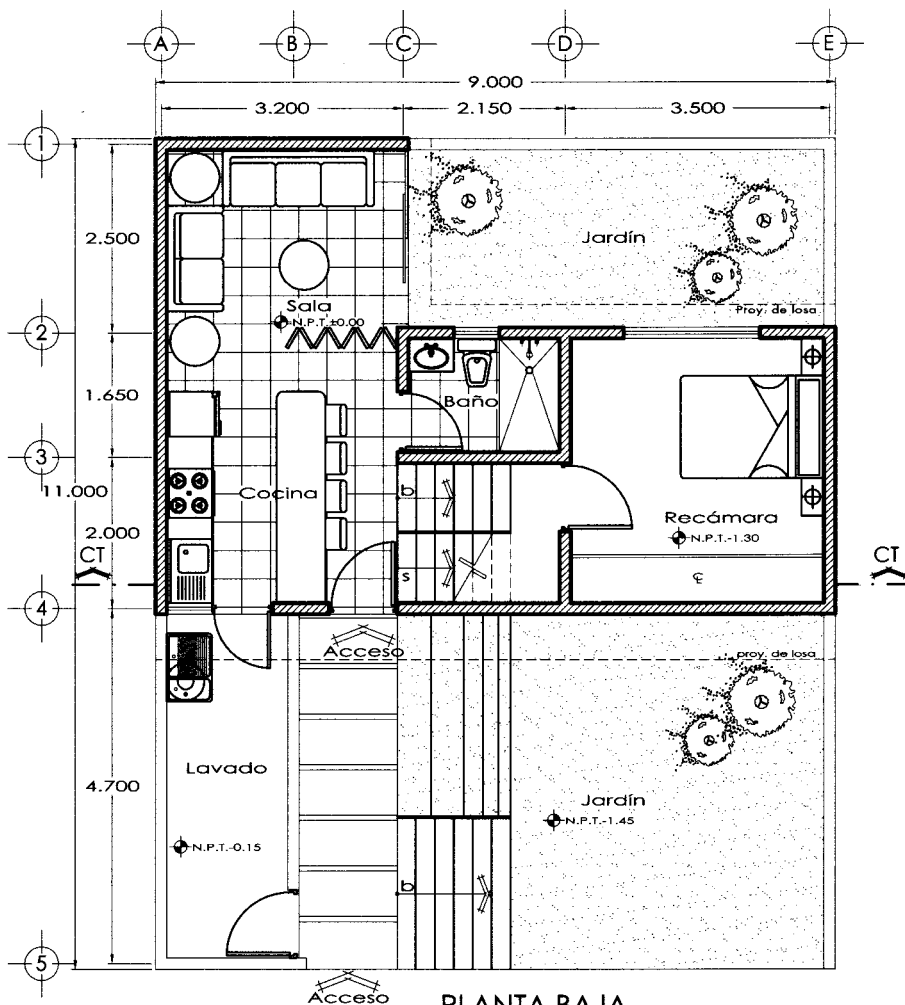 A B C D E
9.000
3.200 2.150 3.500
1
2.500
Jardín
Sala
N.P.T.±0.00
Proy. de losa
2
1.650
Baño
3
11.000
Cocina
b
Recámara
N.P.T.-1.30
2.000
CT
CT
s
4
Acceso
proy. de losa
Lavado
4.700
Jardín
N.P.T.-1.45
N.P.T.-0.15
b
5
Acceso
PLANTA BAJA